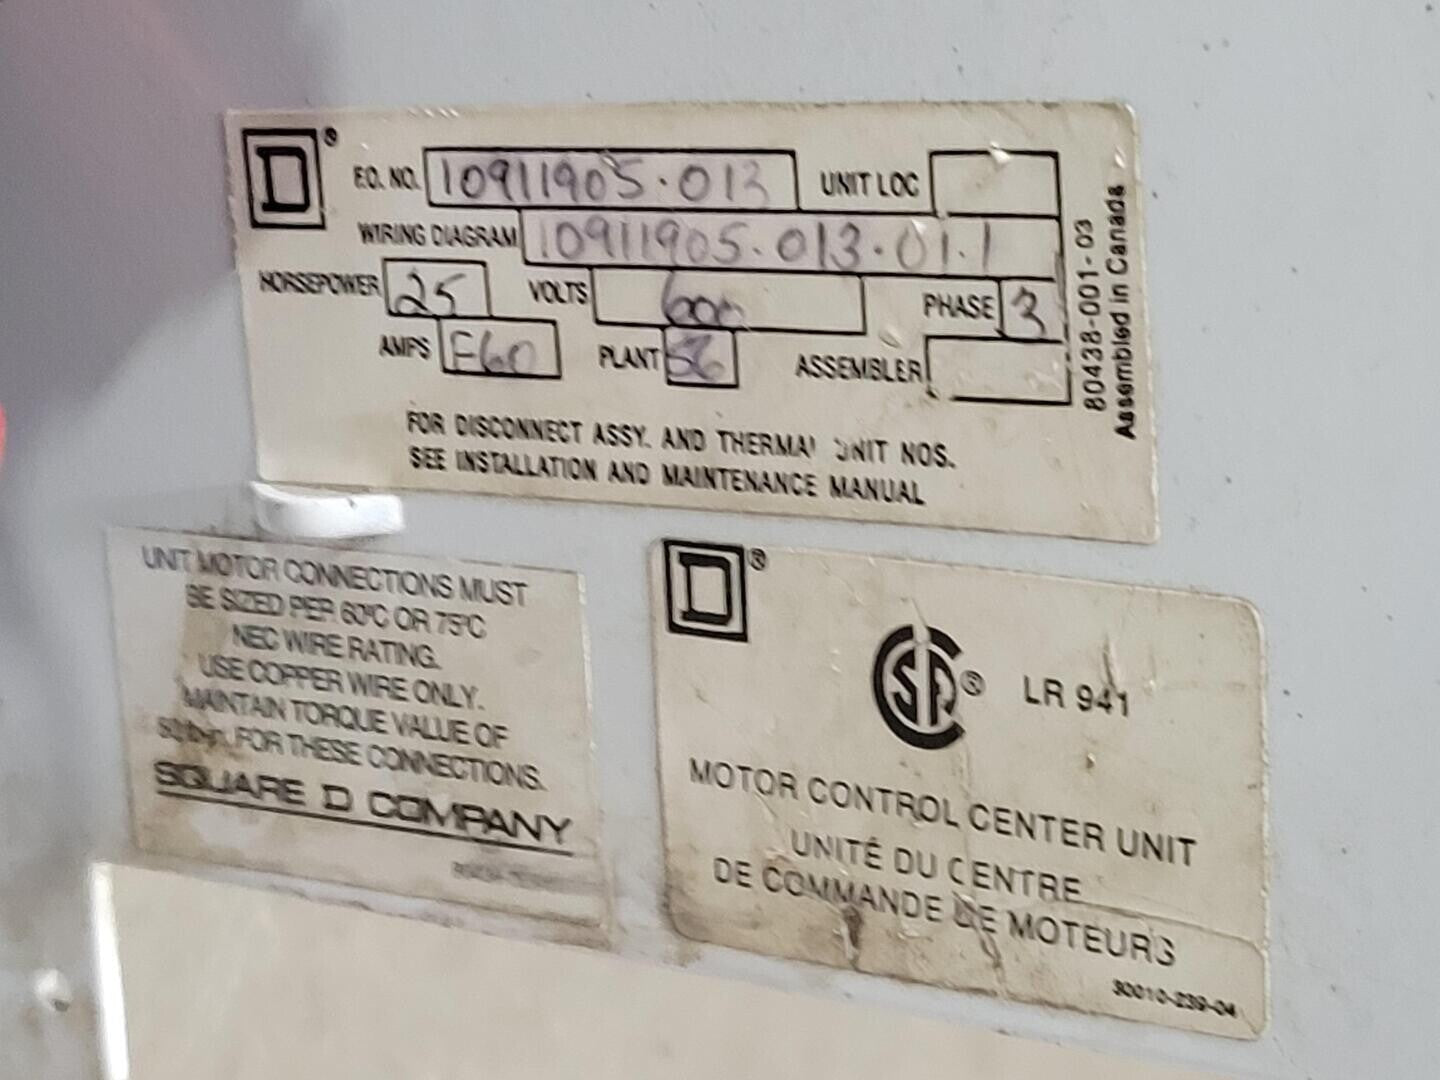 D ®
F.O. NO. 10911905.013 UNIT LOC
WIRING DIAGRAM 10911905.013.01.1
HORSEPOWER 25 VOLTS 600 PHASE 3
AMPS F60 PLANT 56 ASSEMBLER
FOR DISCONNECT ASSY. AND THERMAL UNIT NOS.
SEE INSTALLATION AND MAINTENANCE MANUAL
80438-001-03
Assembled in Canada
UNIT MOTOR CONNECTIONS MUST
BE SIZED PER 60°C OR 75°C
NEC WIRE RATING.
USE COPPER WIRE ONLY.
MAINTAIN TORQUE VALUE OF
FOR THESE CONNECTIONS.
SQUARE D COMPANY
D ®
SA ® LR 941
MOTOR CONTROL CENTER UNIT
UNITÉ DU CENTRE
DE COMMANDE DE MOTEURS
30010-239-04